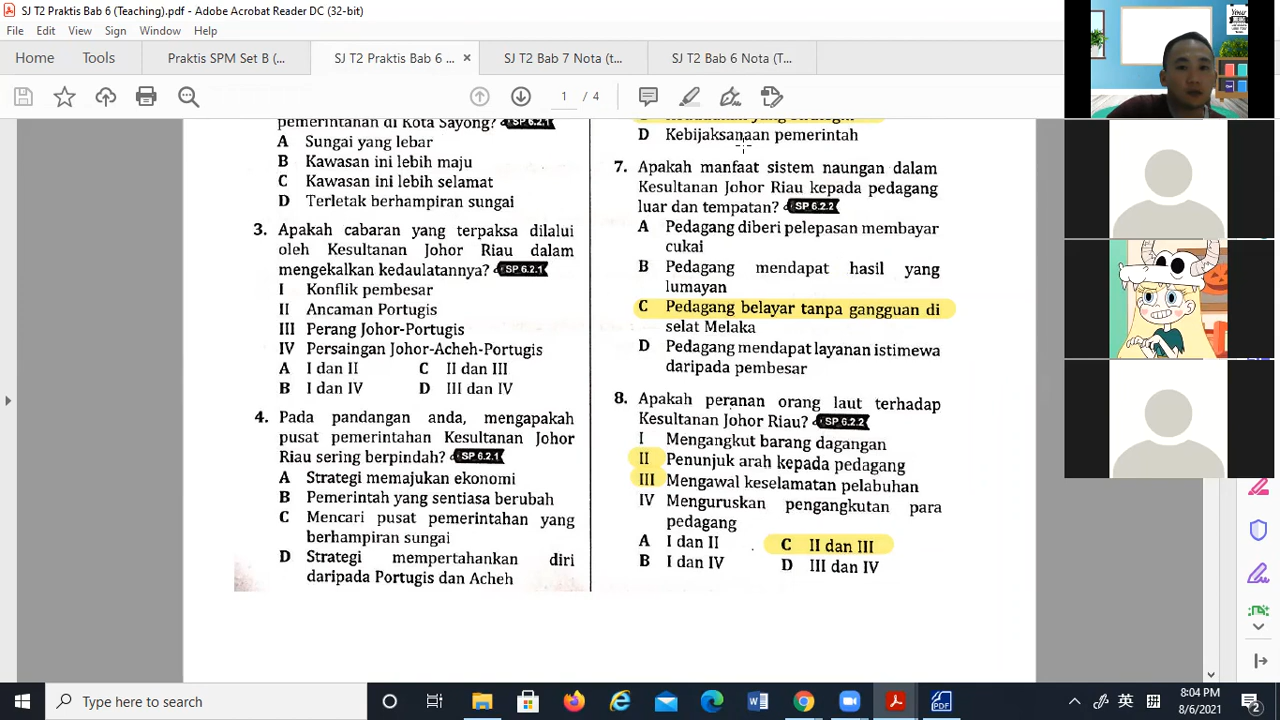 SJ T2 Praktis Bab 6 (Teaching).pdf - Adobe Acrobat Reader DC (32-bit)
File Edit View Sign Window Help
Home Tools Praktis SPM Set B (... SJ T2 Praktis Bab 6 ... × SJ T2 Bab 7 Nota (t... SJ T2 Bab 6 Nota (T...
1 / 4
pemerintahan di Kota Sayong? SP 6.2.1
A Sungai yang lebar
B Kawasan ini lebih maju
C Kawasan ini lebih selamat
D Terletak berhampiran sungai
3. Apakah cabaran yang terpaksa dilalui
oleh Kesultanan Johor Riau dalam
mengekalkan kedaulatannya? SP 6.2.1
I Konflik pembesar
II Ancaman Portugis
III Perang Johor-Portugis
IV Persaingan Johor-Acheh-Portugis
A I dan II C II dan III
B I dan IV D III dan IV
4. Pada pandangan anda, mengapakah
pusat pemerintahan Kesultanan Johor
Riau sering berpindah? SP 6.2.1
A Strategi memajukan ekonomi
B Pemerintah yang sentiasa berubah
C Mencari pusat pemerintahan yang
berhampiran sungai
D Strategi mempertahankan diri
daripada Portugis dan Acheh
D Kebijaksanaan pemerintah
7. Apakah manfaat sistem naungan dalam
Kesultanan Johor Riau kepada pedagang
luar dan tempatan? SP 6.2.2
A Pedagang diberi pelepasan membayar
cukai
B Pedagang mendapat hasil yang
lumayan
C Pedagang belayar tanpa gangguan di
selat Melaka
D Pedagang mendapat layanan istimewa
daripada pembesar
8. Apakah peranan orang laut terhadap
Kesultanan Johor Riau? SP 6.2.2
I Mengangkut barang dagangan
II Penunjuk arah kepada pedagang
III Mengawal keselamatan pelabuhan
IV Menguruskan pengangkutan para
pedagang
A I dan II C II dan III
B I dan IV D III dan IV
Type here to search
英 拼
8:04 PM
8/6/2021
2